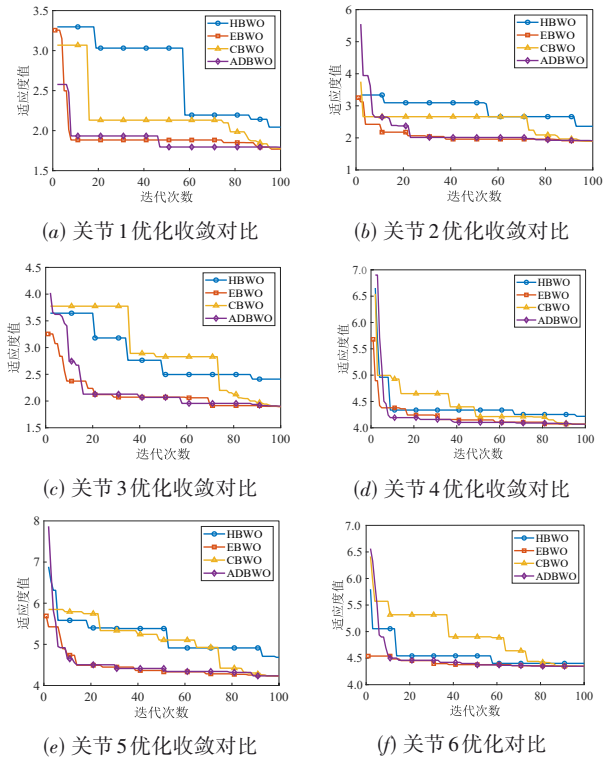 3.5
3.0
2.5
2.0
1.5
适应度值
HBWO
EBWO
CBWO
ADBWO
0 20 40 60 80 100
迭代次数
(a) 关节1优化收敛对比
6
5
4
3
2
1
适应度值
HBWO
EBWO
CBWO
ADBWO
0 20 40 60 80 100
迭代次数
(b) 关节2优化收敛对比
4.5
4.0
3.5
3.0
2.5
2.0
1.5
适应度值
HBWO
EBWO
CBWO
ADBWO
0 20 40 60 80 100
迭代次数
(c) 关节3优化收敛对比
7.0
6.5
6.0
5.5
5.0
4.5
4.0
适应度值
HBWO
EBWO
CBWO
ADBWO
0 20 40 60 80 100
迭代次数
(d) 关节4优化收敛对比
8
7
6
5
4
适应度值
HBWO
EBWO
CBWO
ADBWO
0 20 40 60 80 100
迭代次数
(e) 关节5优化收敛对比
7.0
6.5
6.0
5.5
5.0
4.5
4.0
适应度值
HBWO
EBWO
CBWO
ADBWO
0 20 40 60 80 100
迭代次数
(f) 关节6优化对比